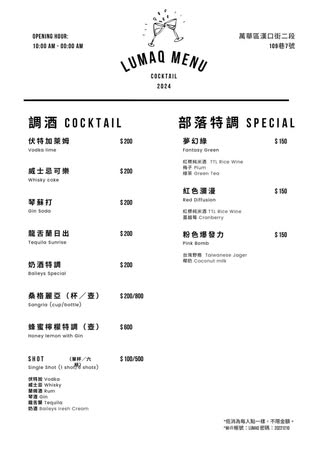 OPENING HOUR:
10:00 AM - 00:00 AM
萬華區漢口街二段
109巷7號
LUMAQ MENU
COCKTAIL
2024
調酒 COCKTAIL
伏特加萊姆 $200
Vodka lime
威士忌可樂 $200
Whisky coke
琴蘇打 $200
Gin Soda
龍舌蘭日出 $200
Tequila Sunrise
奶酒特調 $200
Baileys Special
桑格麗亞（杯／壺） $200/800
Sangria (cup/bottle)
蜂蜜檸檬特調（壺） $600
Honey lemon with Gin
SHOT （單杯／六杯） $100/500
Single Shot (1 shot/6 shots)
伏特加 Vodka
威士忌 Whisky
蘭姆酒 Rum
琴酒 Gin
龍舌蘭 Tequila
奶酒 Baileys Iresh Cream
部落特調 SPECIAL
夢幻綠 $150
Fantasy Green
紅標純米酒 TTL Rice Wine
梅子 Plum
綠茶 Green Tea
紅色瀰漫 $150
Red Diffusion
紅標純米酒 TTL Rice Wine
蔓越莓 Cranberry
粉色爆發力 $150
Pink Bomb
台灣野格 Taiwanese Jager
椰奶 Coconut milk
*低消為每人點一樣，不限金額。